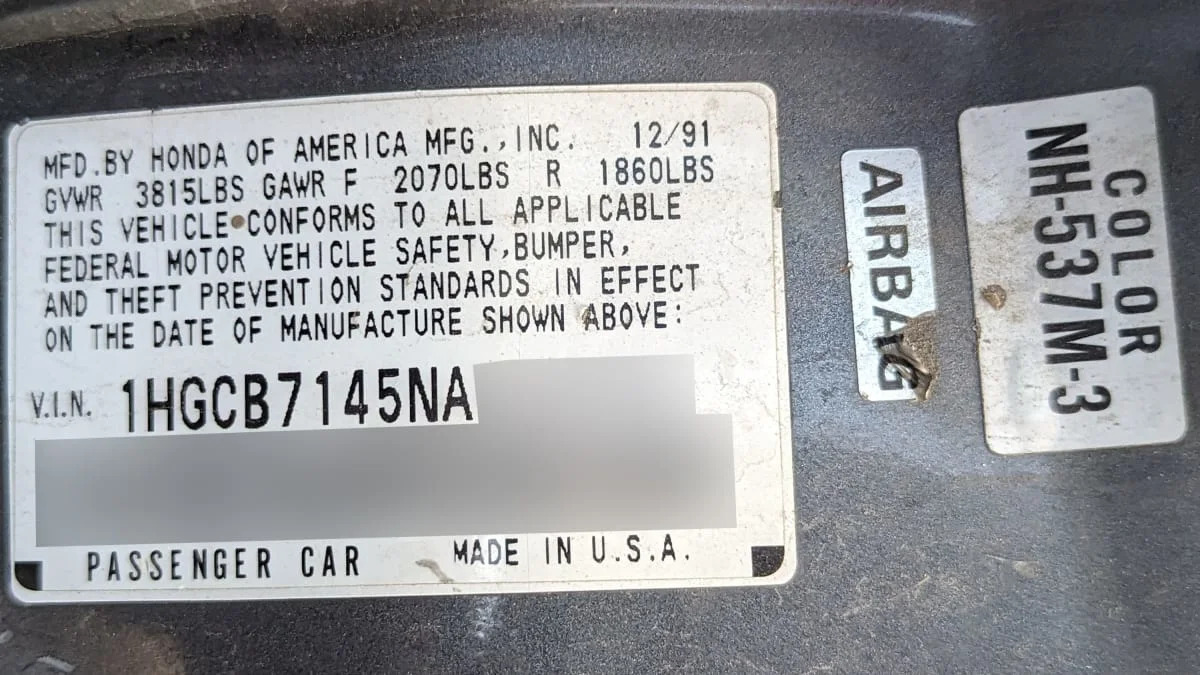 MFD.BY HONDA OF AMERICA MFG.,INC. 12/91
GVWR 3815LBS GAWR F 2070LBS R 1860LBS
THIS VEHICLE CONFORMS TO ALL APPLICABLE
FEDERAL MOTOR VEHICLE SAFETY,BUMPER,
AND THEFT PREVENTION STANDARDS IN EFFECT
ON THE DATE OF MANUFACTURE SHOWN ABOVE:
V.I.N. 1HGCB7145NA
PASSENGER CAR MADE IN U.S.A.
AIRBAG
COLOR
NH-537M-3